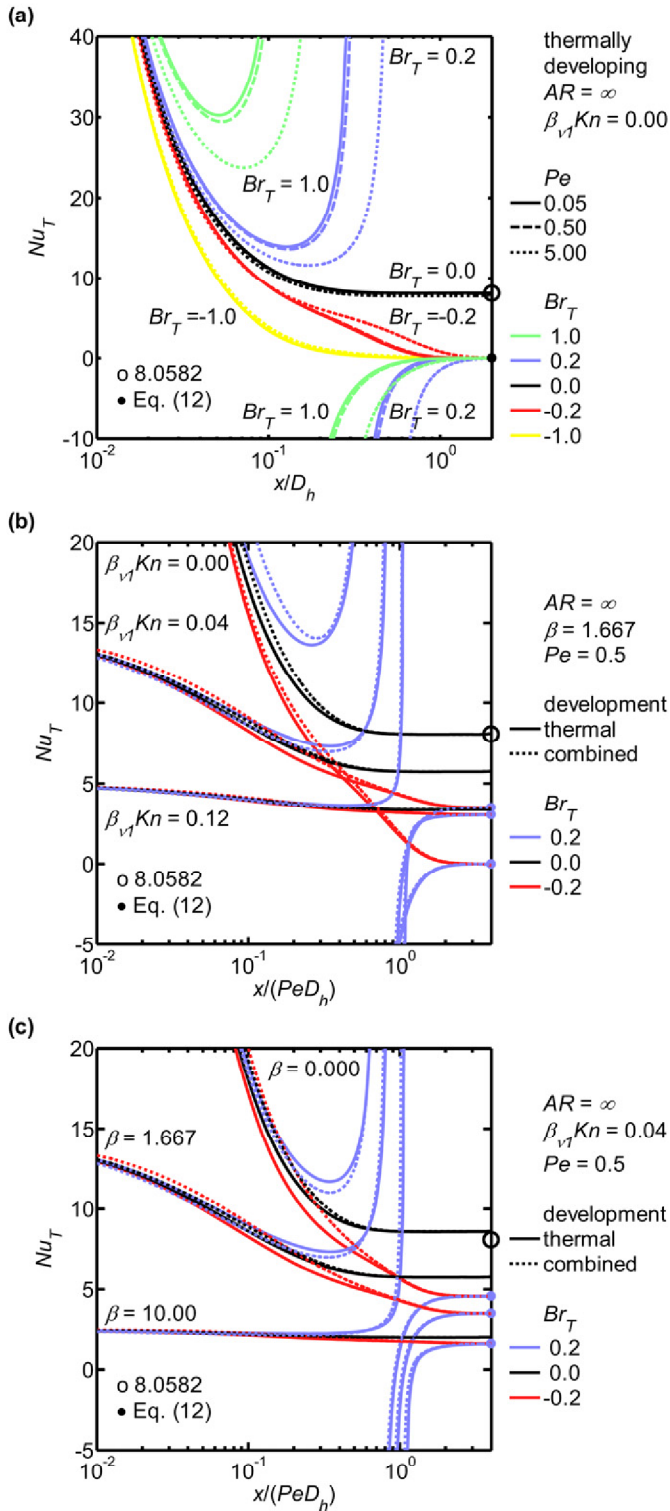 (a)
40
30
20
10
0
-10
10⁻²
10⁻¹
10⁰
Nu_T
x/D_h
Br_T = 0.2
Br_T = 1.0
Br_T = 0.0
Br_T = -1.0
Br_T = -0.2
o 8.0582
● Eq. (12)
Br_T = 1.0
Br_T = 0.2
thermally
developing
AR = ∞
β_v1Kn = 0.00
Pe
0.05
0.50
5.00
Br_T
1.0
0.2
0.0
-0.2
-1.0
(b)
20
15
10
5
0
-5
10⁻²
10⁻¹
10⁰
Nu_T
x/(PeD_h)
β_v1Kn = 0.00
β_v1Kn = 0.04
β_v1Kn = 0.12
o 8.0582
● Eq. (12)
AR = ∞
β = 1.667
Pe = 0.5
development
thermal
combined
Br_T
0.2
0.0
-0.2
(c)
20
15
10
5
0
-5
10⁻²
10⁻¹
10⁰
Nu_T
x/(PeD_h)
β = 0.000
β = 1.667
β = 10.00
o 8.0582
● Eq. (12)
AR = ∞
β_v1Kn = 0.04
Pe = 0.5
development
thermal
combined
Br_T
0.2
0.0
-0.2